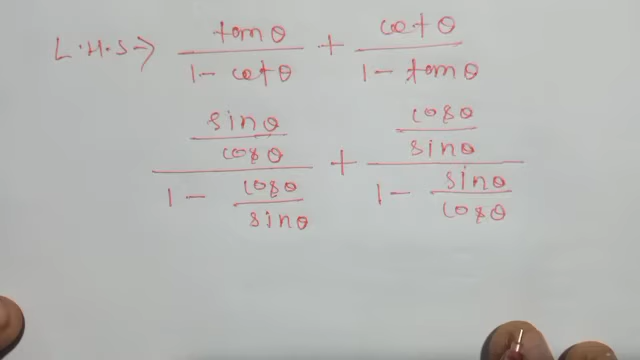 L.H.S→ tanθ/(1 - cotθ) + cotθ/(1 - tanθ)
(sinθ/cosθ)/(1 - cosθ/sinθ) + (cosθ/sinθ)/(1 - sinθ/cosθ)